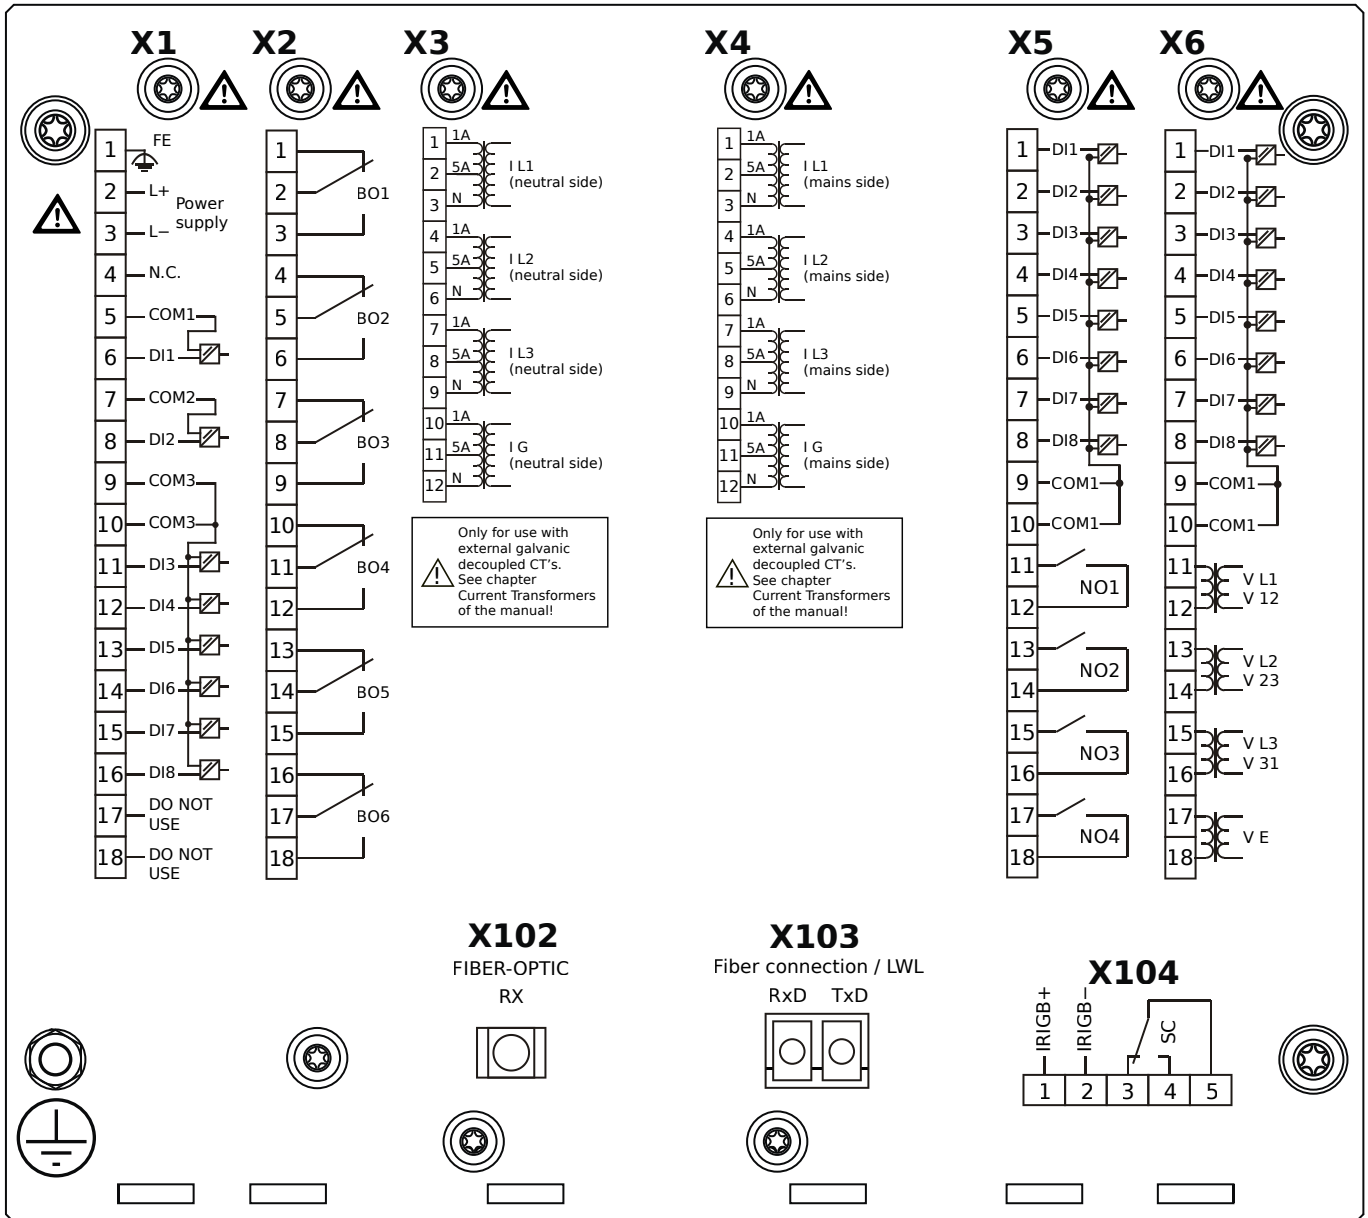 X1
X2
X3
X4
X5
X6
1
FE
2
L+
Power
supply
3
L−
4
N.C.
5
COM1
6
DI1
7
COM2
8
DI2
9
COM3
10
COM3
11
DI3
12
DI4
13
DI5
14
DI6
15
DI7
16
DI8
17
DO NOT
USE
18
DO NOT
USE
1
2
BO1
3
4
5
BO2
6
7
8
BO3
9
10
11
BO4
12
13
14
BO5
15
16
17
BO6
18
1
1A
2
5A
I L1
(neutral side)
3
N
4
1A
5
5A
I L2
(neutral side)
6
N
7
1A
8
5A
I L3
(neutral side)
9
N
10
1A
11
5A
I G
(neutral side)
12
N
Only for use with
external galvanic
decoupled CT's.
See chapter
Current Transformers
of the manual!
1
1A
2
5A
I L1
(mains side)
3
N
4
1A
5
5A
I L2
(mains side)
6
N
7
1A
8
5A
I L3
(mains side)
9
N
10
1A
11
5A
I G
(mains side)
12
N
Only for use with
external galvanic
decoupled CT's.
See chapter
Current Transformers
of the manual!
1
DI1
2
DI2
3
DI3
4
DI4
5
DI5
6
DI6
7
DI7
8
DI8
9
COM1
10
COM1
11
NO1
12
13
NO2
14
15
NO3
16
17
NO4
18
1
DI1
2
DI2
3
DI3
4
DI4
5
DI5
6
DI6
7
DI7
8
DI8
9
COM1
10
COM1
11
V L1
V 12
12
13
V L2
V 23
14
15
V L3
V 31
16
17
V E
18
X102
FIBER-OPTIC
RX
X103
Fiber connection / LWL
RxD TxD
X104
IRIGB+
IRIGB−
SC
1 2 3 4 5